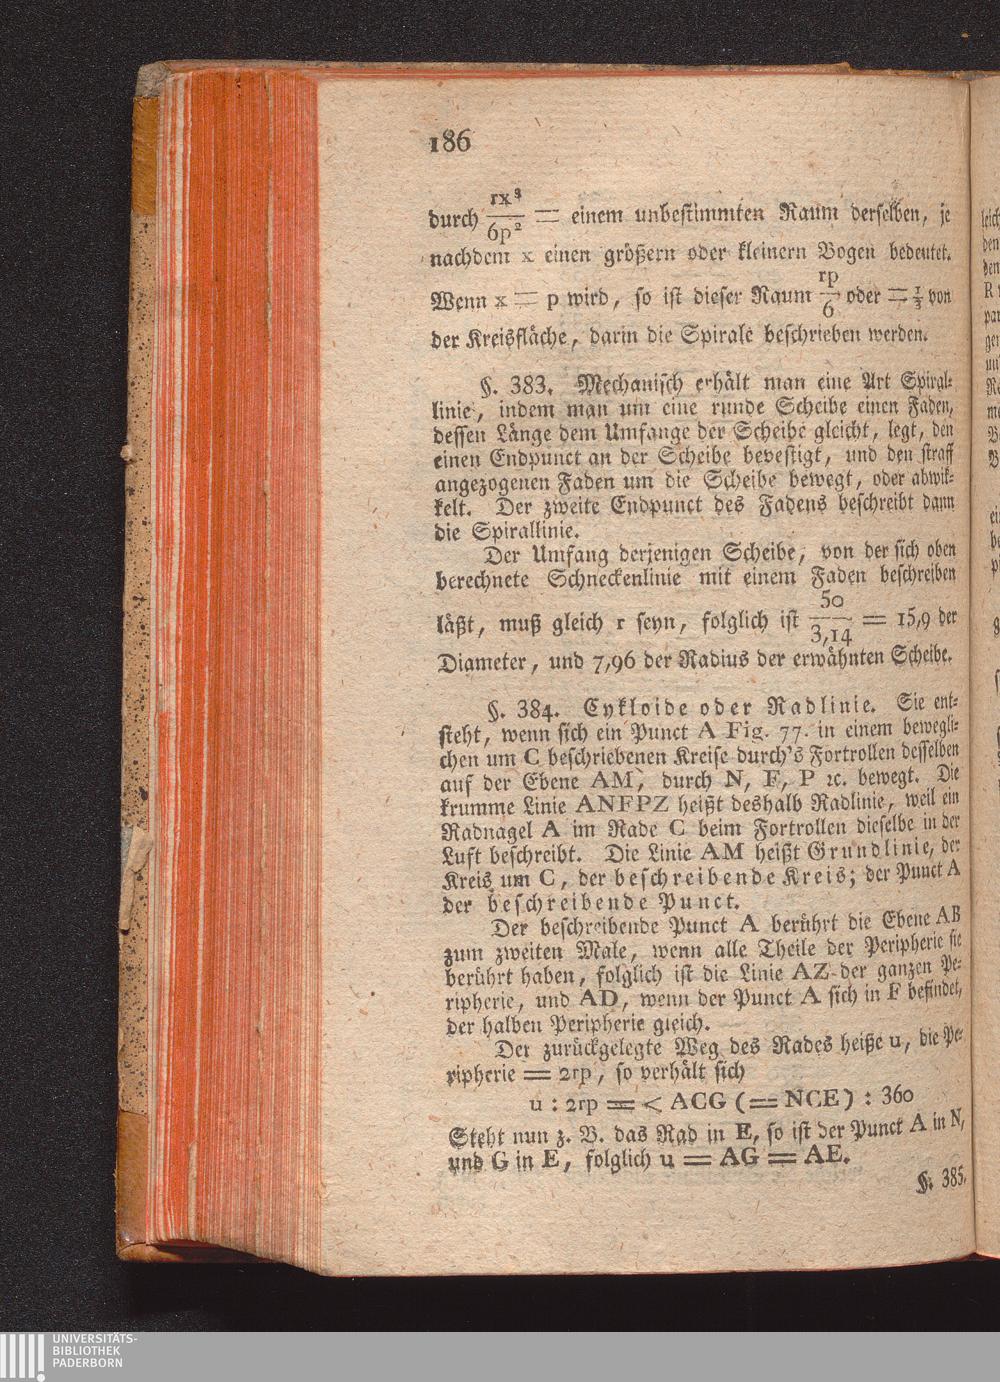 186
durch rx³/6p² = einem unbestimmten Raum derselben, je
nachdem x einen größern oder kleinern Bogen bedeutet.
Wenn x = p wird, so ist dieser Raum rp/6 oder = ⅓ von
der Kreisfläche, darin die Spirale beschrieben werden.
§. 383. Mechanisch erhält man eine Art Spiral-
linie, indem man um eine runde Scheibe einen Faden,
dessen Länge dem Umfange der Scheibe gleicht, legt, den
einen Endpunct an der Scheibe bevestigt, und den straff
angezogenen Faden um die Scheibe bewegt, oder abwik-
kelt. Der zweite Endpunct des Fadens beschreibt dann
die Spirallinie.
Der Umfang derjenigen Scheibe, von der sich oben
berechnete Schneckenlinie mit einem Faden beschreiben
läßt, muß gleich r seyn, folglich ist 50/3,14 = 15,9 der
Diameter, und 7,96 der Radius der erwähnten Scheibe.
§. 384. Cykloide oder Radlinie. Sie ent-
steht, wenn sich ein Punct A Fig. 77. in einem bewegli-
chen um C beschriebenen Kreise durch's Fortrollen desselben
auf der Ebene AM, durch N, F, P ꝛc. bewegt. Die
krumme Linie ANFPZ heißt deshalb Radlinie, weil ein
Radnagel A im Rade C beim Fortrollen dieselbe in der
Luft beschreibt. Die Linie AM heißt Grundlinie, der
Kreis um C, der beschreibende Kreis; der Punct A
der beschreibende Punct.
Der beschreibende Punct A berührt die Ebene AB
zum zweiten Male, wenn alle Theile der Peripherie sie
berührt haben, folglich ist die Linie AZ der ganzen Pe-
ripherie, und AD, wenn der Punct A sich in F befindet,
der halben Peripherie gleich.
Der zurückgelegte Weg des Rades heiße u, die Pe-
ripherie = 2rp, so verhält sich
u : 2rp = < ACG (= NCE) : 360
Steht nun z. B. das Rad in E, so ist der Punct A in N,
und G in E, folglich u = AG = AE.
§. 385.
UNIVERSITÄTS-
BIBLIOTHEK
PADERBORN